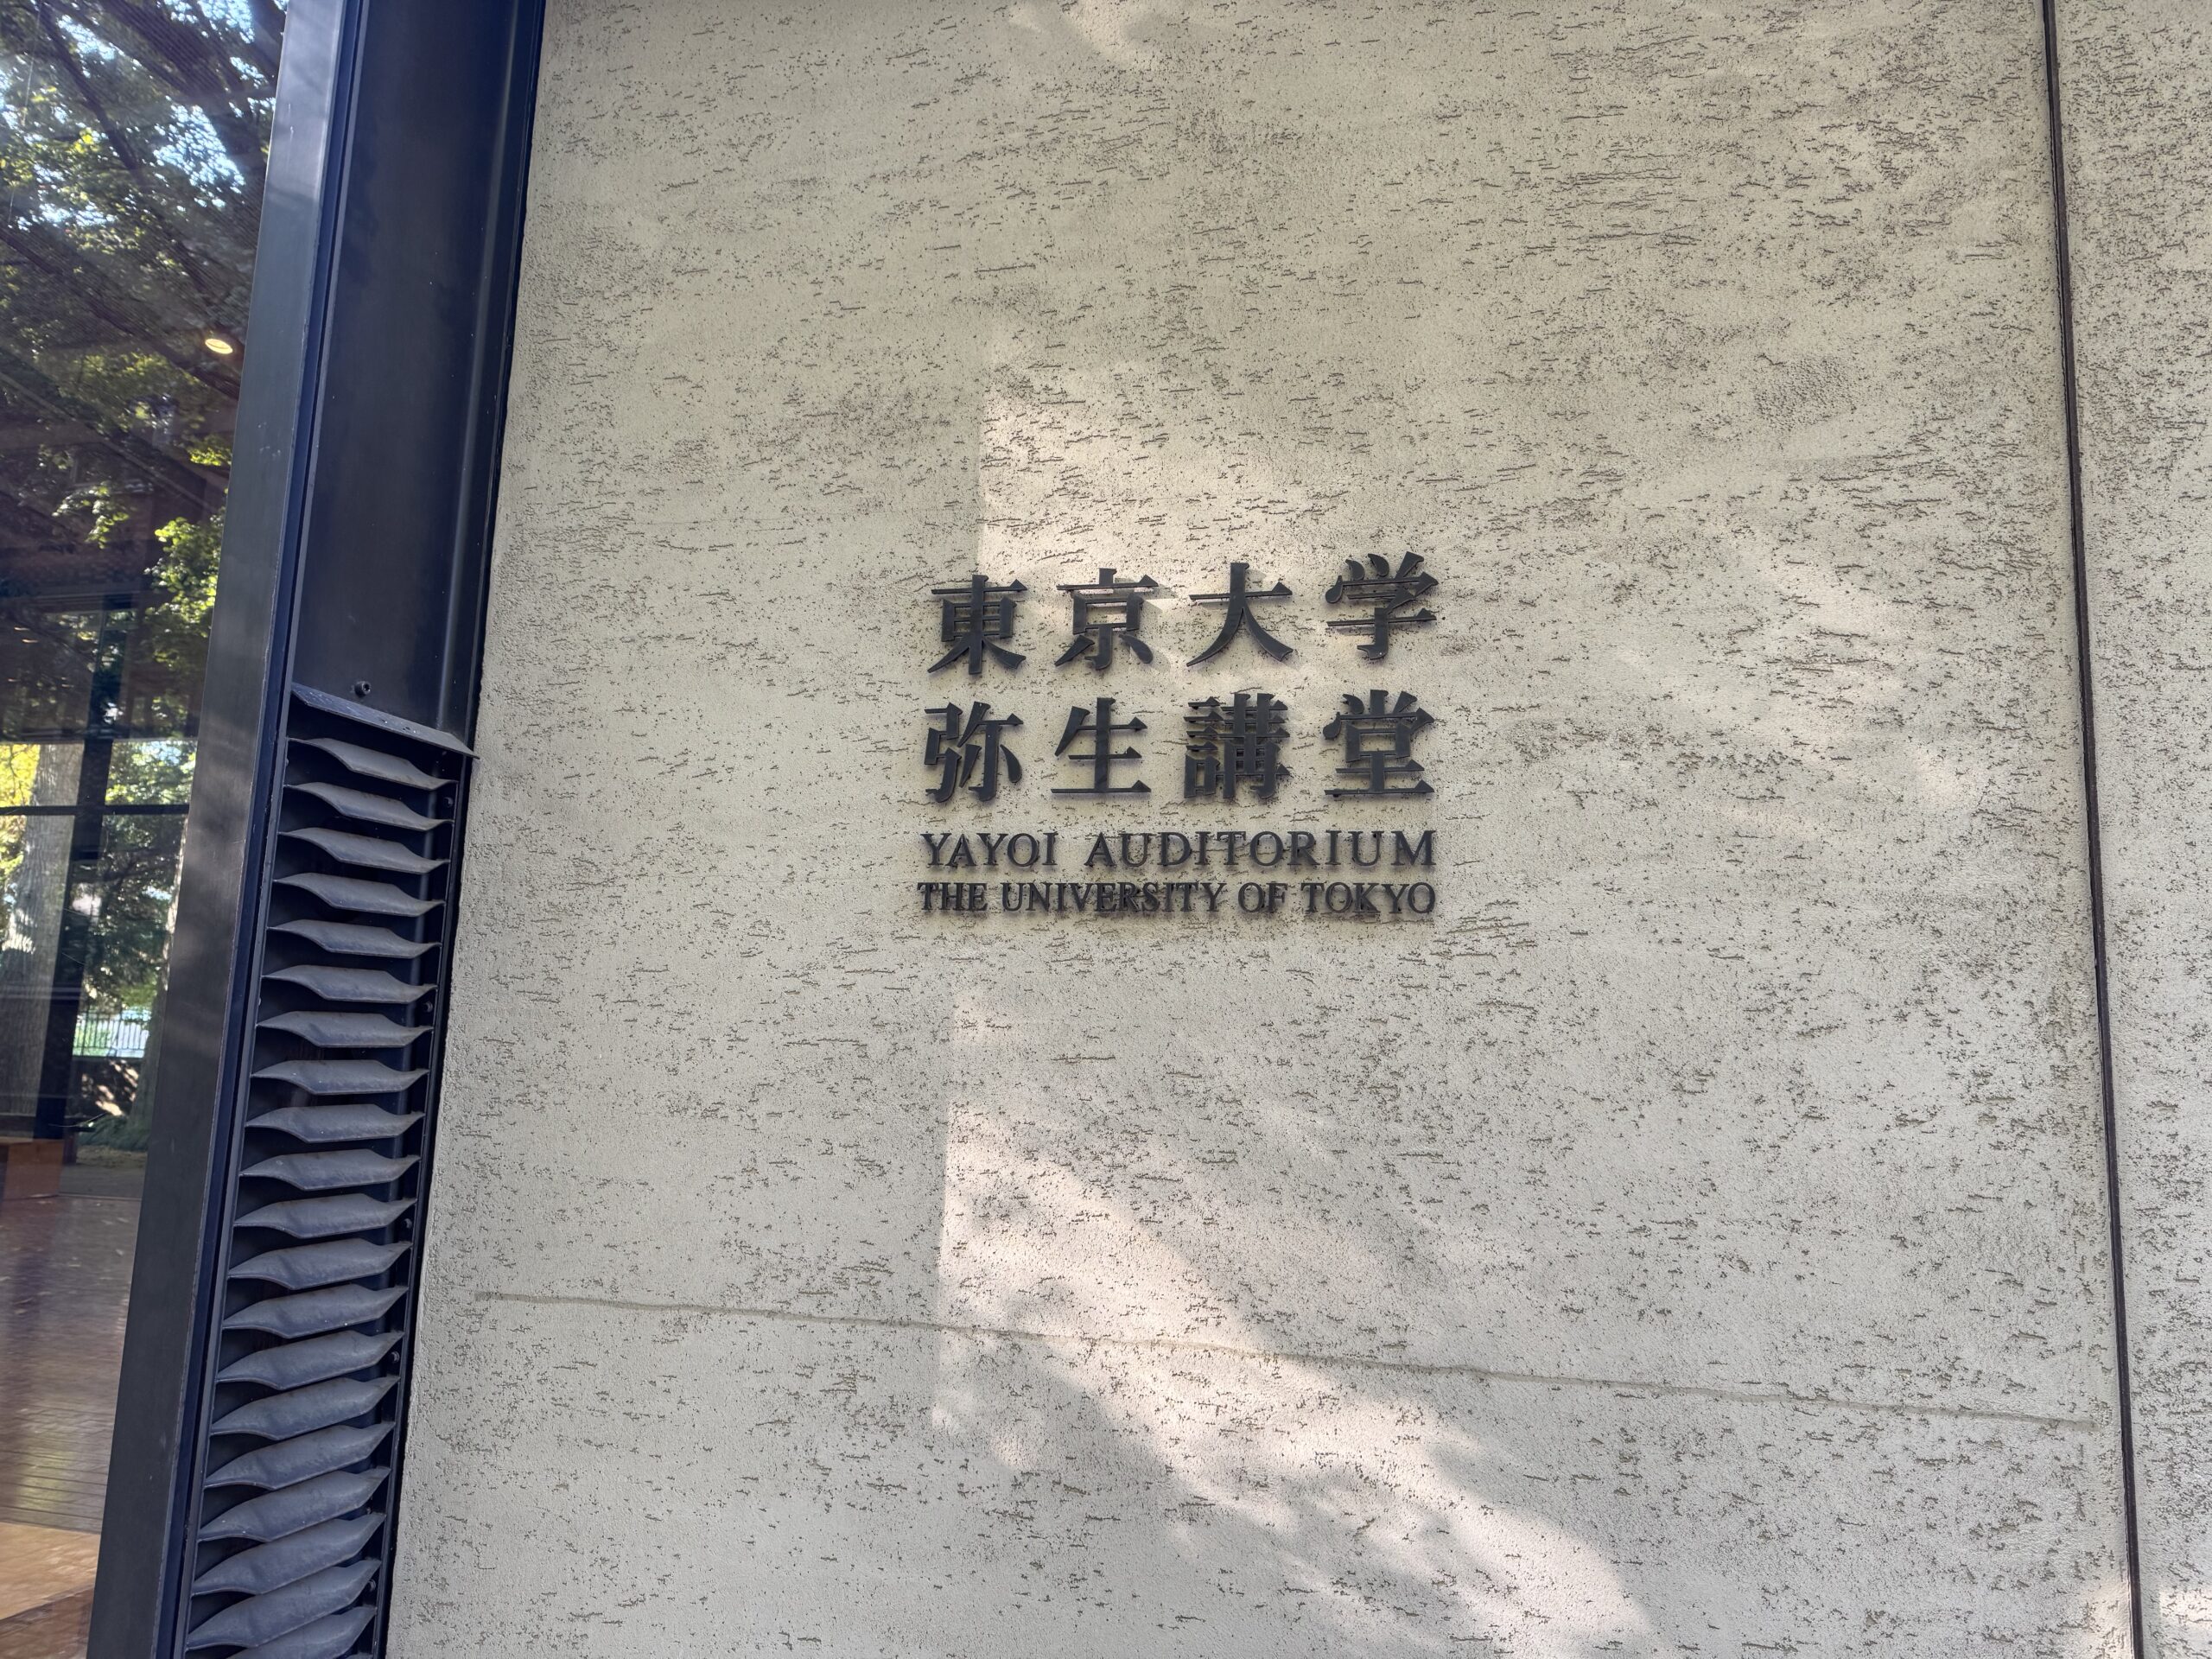 東京大学
弥生講堂
YAYOI AUDITORIUM
THE UNIVERSITY OF TOKYO